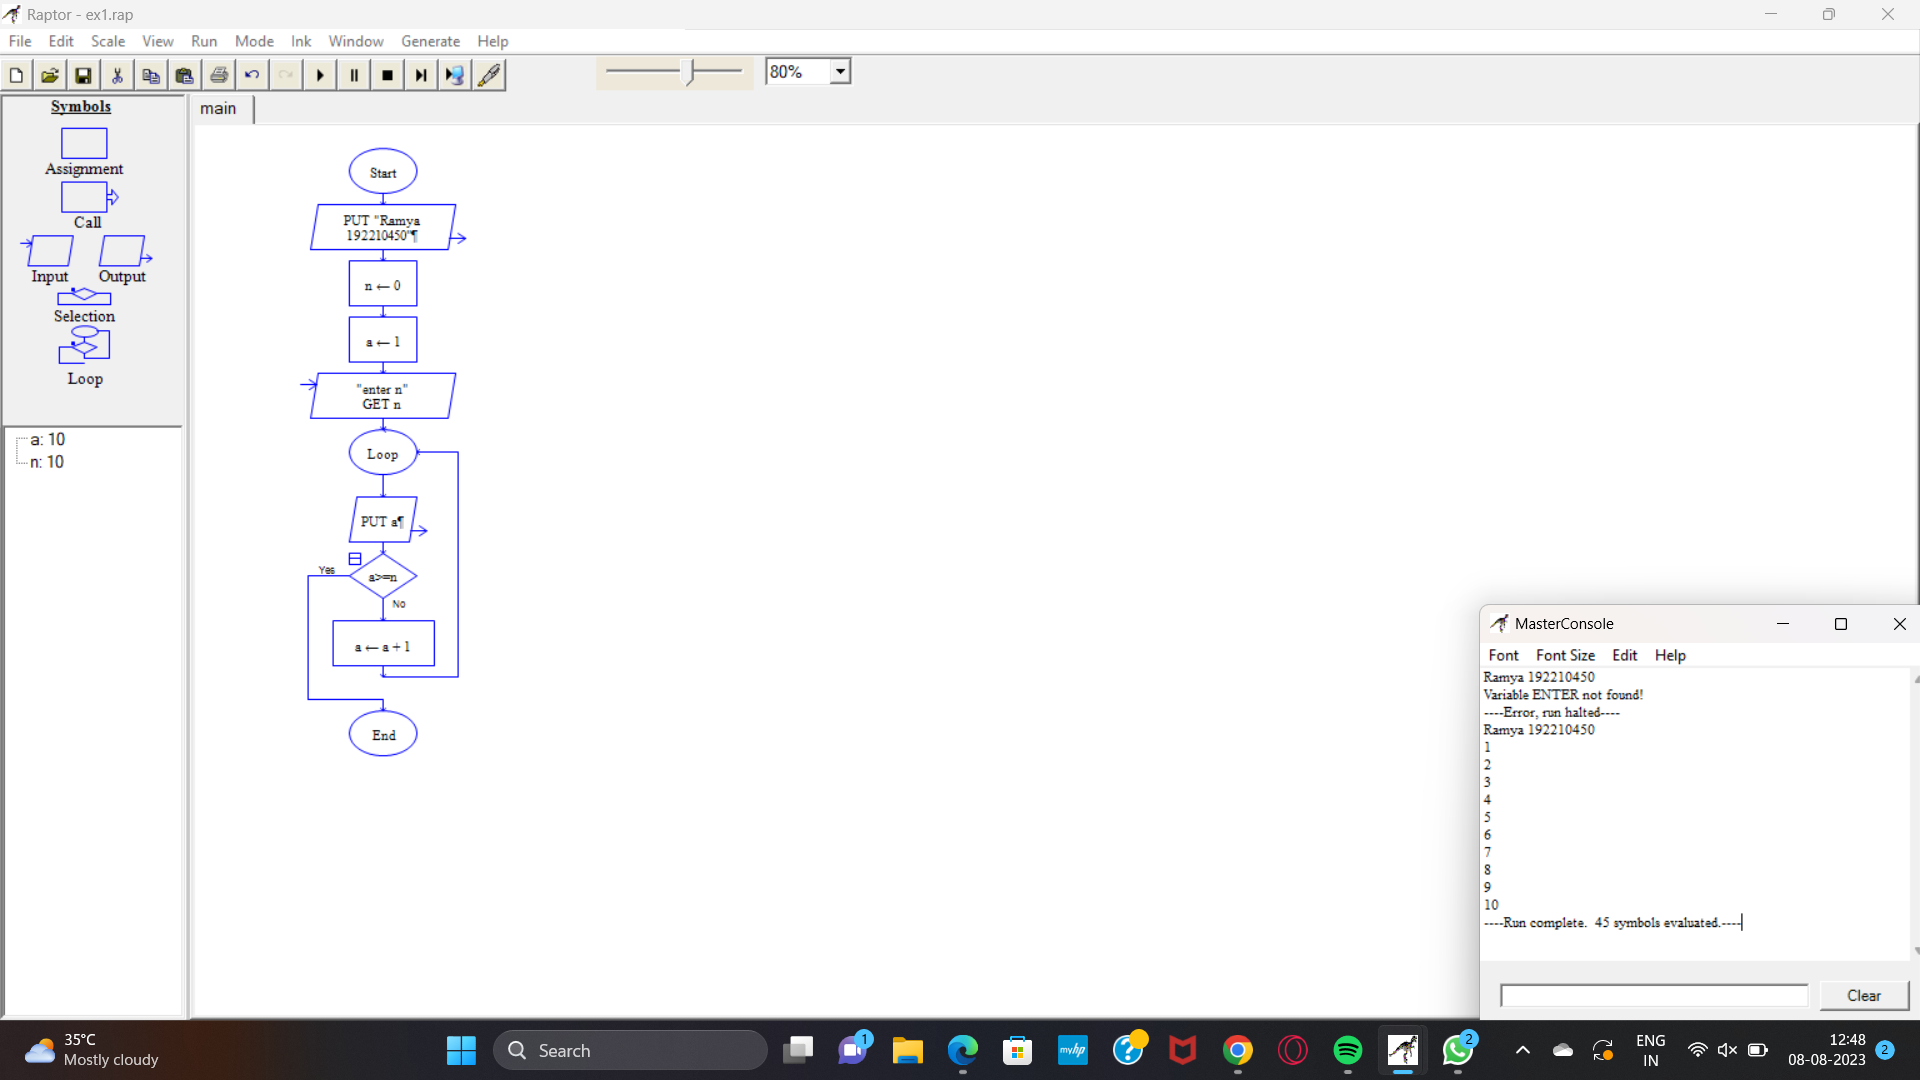 Raptor - ex1.rap
File Edit Scale View Run Mode Ink Window Generate Help
80%
Symbols
Assignment
Call
Input Output
Selection
Loop
a: 10
n: 10
main
Start
PUT "Ramya
192210450"¶
n ← 0
a ← 1
"enter n"
GET n
Loop
PUT a¶
Yes
a>=n
No
a ← a + 1
End
MasterConsole
Font Font Size Edit Help
Ramya 192210450
Variable ENTER not found!
----Error, run halted----
Ramya 192210450
1
2
3
4
5
6
7
8
9
10
----Run complete.  45 symbols evaluated.----
Clear
35°C
Mostly cloudy
Search
1
myhp
?
2
ENG
IN
12:48
08-08-2023
2